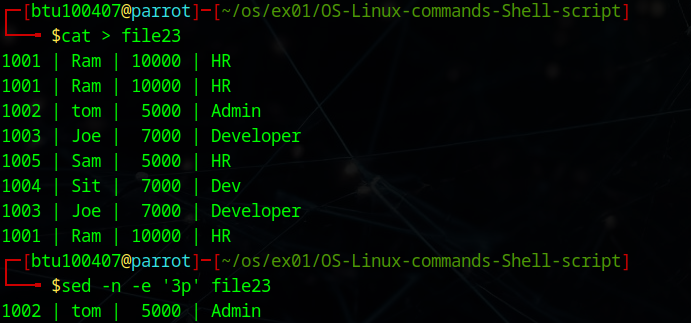 ┌─[btu100407@parrot]─[~/os/ex01/OS-Linux-commands-Shell-script]
└──╼ $cat > file23
1001 | Ram | 10000 | HR
1001 | Ram | 10000 | HR
1002 | tom |  5000 | Admin
1003 | Joe |  7000 | Developer
1005 | Sam |  5000 | HR
1004 | Sit |  7000 | Dev
1003 | Joe |  7000 | Developer
1001 | Ram | 10000 | HR
┌─[btu100407@parrot]─[~/os/ex01/OS-Linux-commands-Shell-script]
└──╼ $sed -n -e '3p' file23
1002 | tom |  5000 | Admin